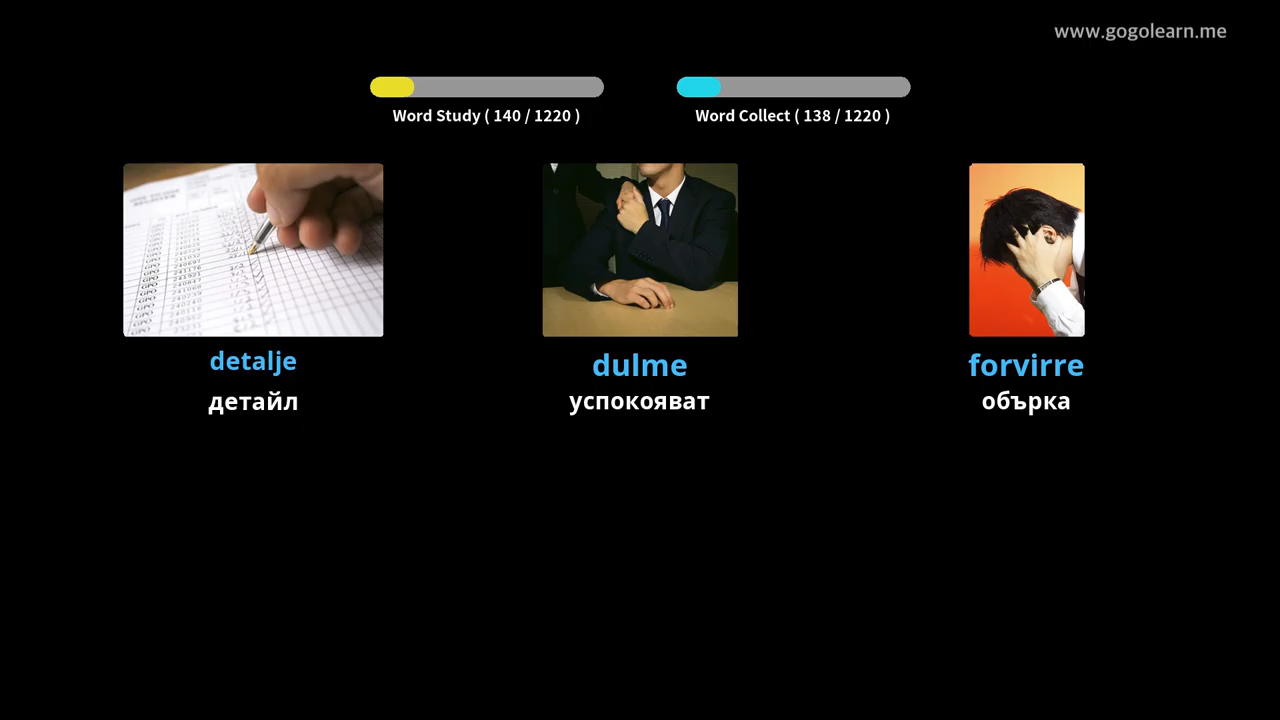 www.gogolearn.me
Word Study ( 140 / 1220 )
Word Collect ( 138 / 1220 )
detalje
dulme
forvirre
детайл
успокояват
обърка